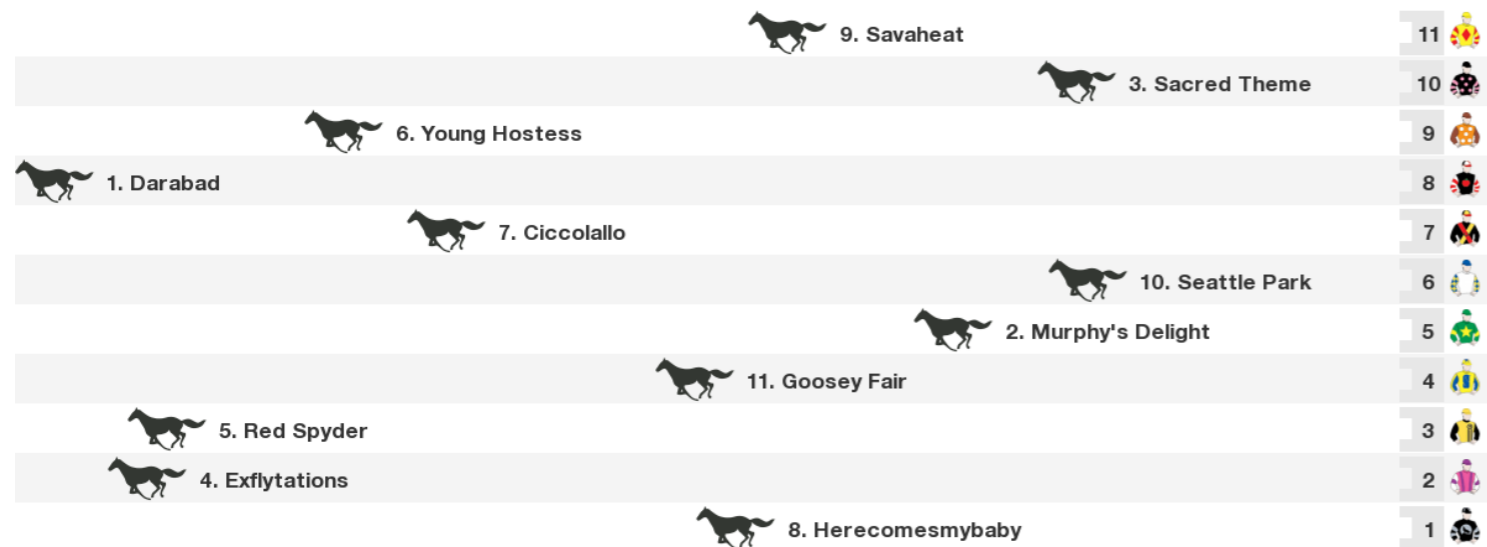 9. Savaheat 11
3. Sacred Theme 10
6. Young Hostess 9
1. Darabad 8
7. Ciccolallo 7
10. Seattle Park 6
2. Murphy's Delight 5
11. Goosey Fair 4
5. Red Spyder 3
4. Exflytations 2
8. Herecomesmybaby 1